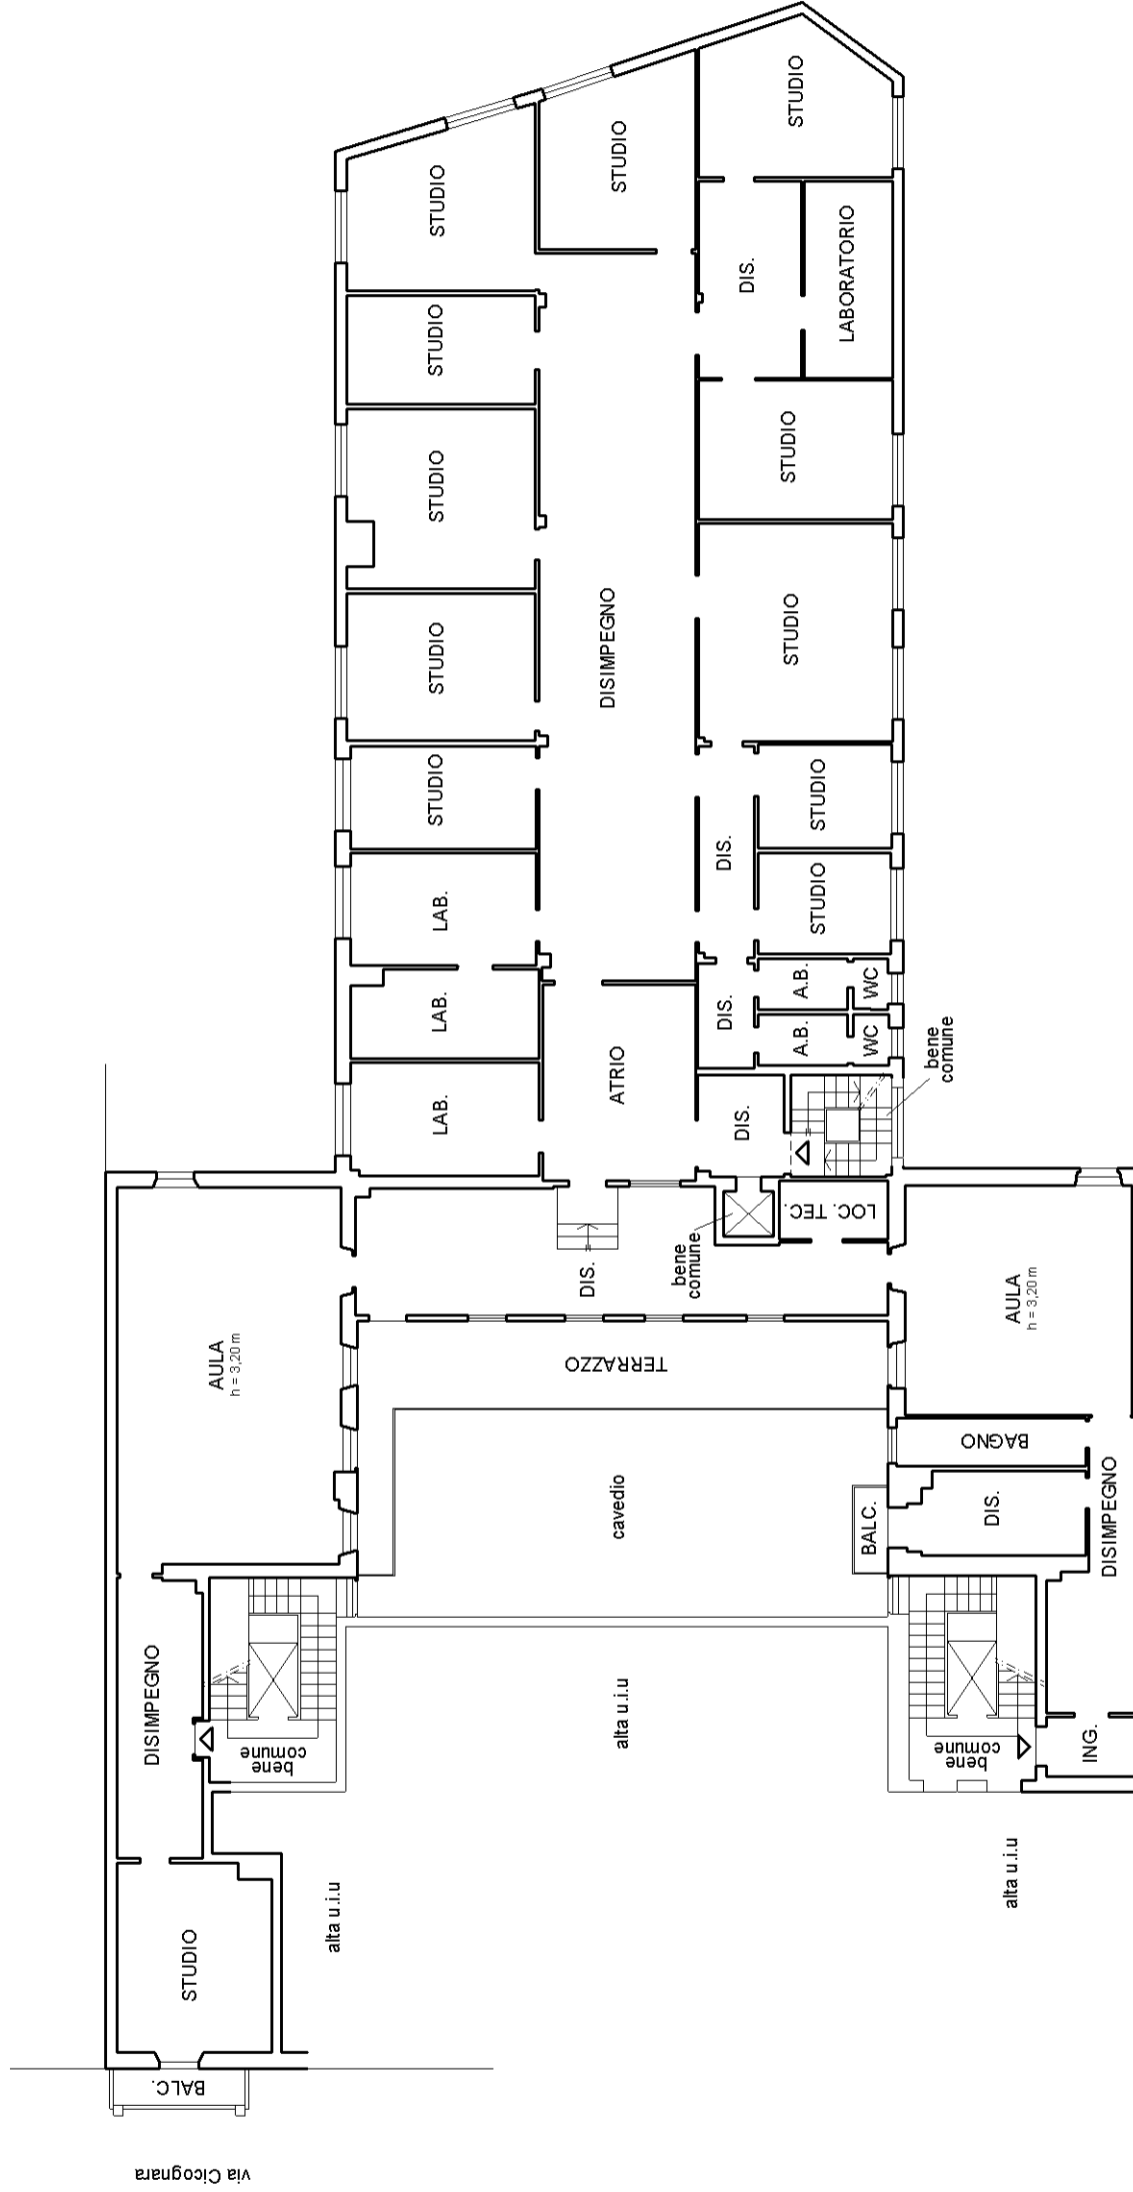 STUDIO
STUDIO
STUDIO
STUDIO
LABORATORIO
DIS.
STUDIO
STUDIO
STUDIO
DISIMPEGNO
STUDIO
STUDIO
STUDIO
STUDIO
DIS.
LAB.
STUDIO
A.B.
WC
LAB.
DIS.
A.B.
WC
bene
comune
ATRIO
LAB.
DIS.
LOC. TEC.
bene
comune
DIS.
AULA
h = 3,20 m
AULA
h = 3,20 m
TERRAZZO
BAGNO
cavedio
BALC.
DIS.
DISIMPEGNO
DISIMPEGNO
alta u.i.u
bene
comune
bene
comune
ING.
alta u.i.u
alta u.i.u
STUDIO
BALC.
via Cicognara